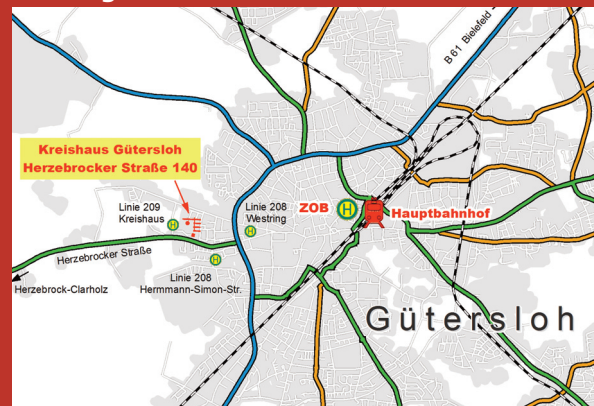 B 61 Bielefeld
Kreishaus Gütersloh
Herzebrocker Straße 140
Linie 209
Kreishaus
H
Linie 208
Westring
H
ZOB
H
Hauptbahnhof
Herzebrocker Straße
H
Linie 208
Hermmann-Simon-Str.
Herzebrock-Clarholz
Gütersloh